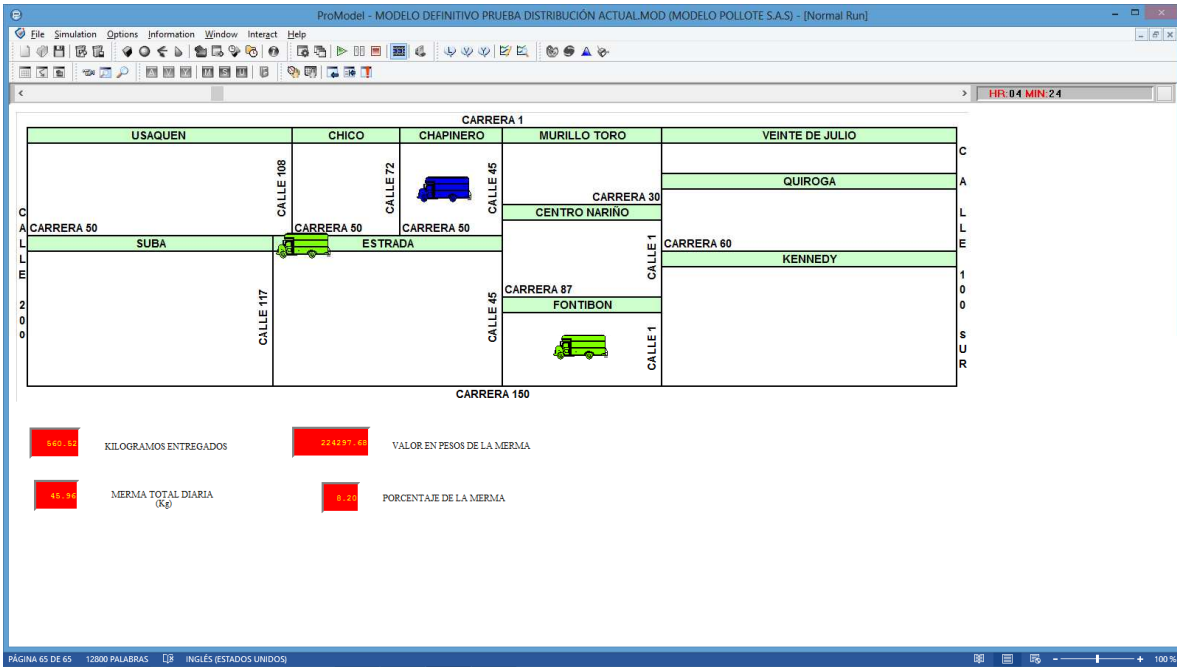 ProModel - MODELO DEFINITIVO PRUEBA DISTRIBUCIÓN ACTUAL.MOD (MODELO POLLOTE S.A.S) - [Normal Run]
File Simulation Options Information Window Interact Help
HR:04 MIN:24
CARRERA 1
USAQUEN CHICO CHAPINERO MURILLO TORO VEINTE DE JULIO
CALLE 108
CALLE 72
CALLE 45
CARRERA 30
QUIROGA
CENTRO NARIÑO
CARRERA 50
CARRERA 50
CARRERA 50
CALLE 200
CALLE 100 SUR
SUBA
ESTRADA
CALLE 1
CARRERA 60
KENNEDY
CARRERA 87
CALLE 117
CALLE 45
FONTIBON
CALLE 1
CARRERA 150
560.52 KILOGRAMOS ENTREGADOS
224297.68 VALOR EN PESOS DE LA MERMA
45.96 MERMA TOTAL DIARIA
(Kg)
8.20 PORCENTAJE DE LA MERMA
PÁGINA 65 DE 65 12800 PALABRAS INGLÉS (ESTADOS UNIDOS) 100 %